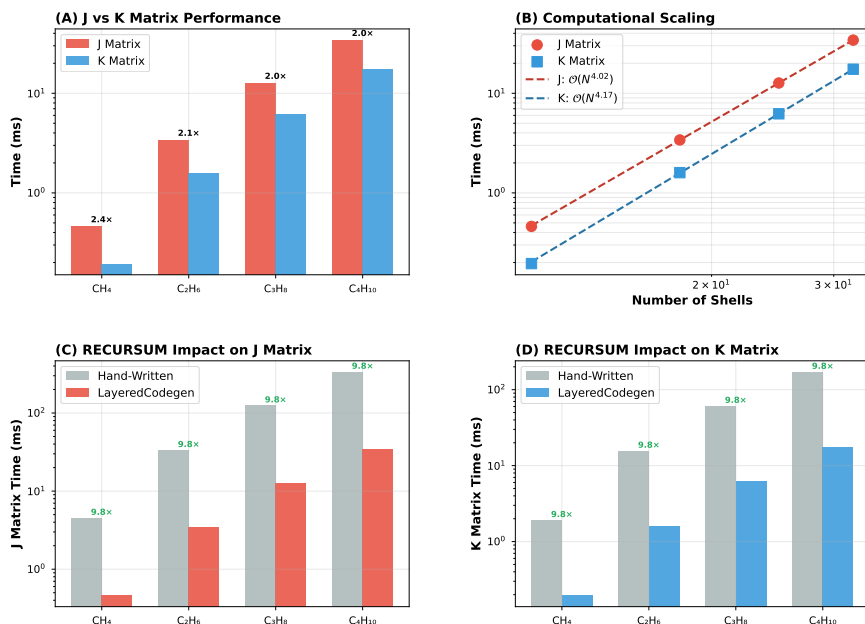 (A) J vs K Matrix Performance
J Matrix
K Matrix
2.4×
2.1×
2.0×
2.0×
Time (ms)
10¹
10⁰
CH₄
C₂H₆
C₃H₈
C₄H₁₀
(B) Computational Scaling
J Matrix
K Matrix
J: 𝒪(N⁴·⁰²)
K: 𝒪(N⁴·¹⁷)
Time (ms)
10¹
10⁰
2 × 10¹
3 × 10¹
Number of Shells
(C) RECURSUM Impact on J Matrix
Hand-Written
LayeredCodegen
9.8×
9.8×
9.8×
9.8×
J Matrix Time (ms)
10²
10¹
10⁰
CH₄
C₂H₆
C₃H₈
C₄H₁₀
(D) RECURSUM Impact on K Matrix
Hand-Written
LayeredCodegen
9.8×
9.8×
9.8×
9.8×
K Matrix Time (ms)
10²
10¹
10⁰
CH₄
C₂H₆
C₃H₈
C₄H₁₀